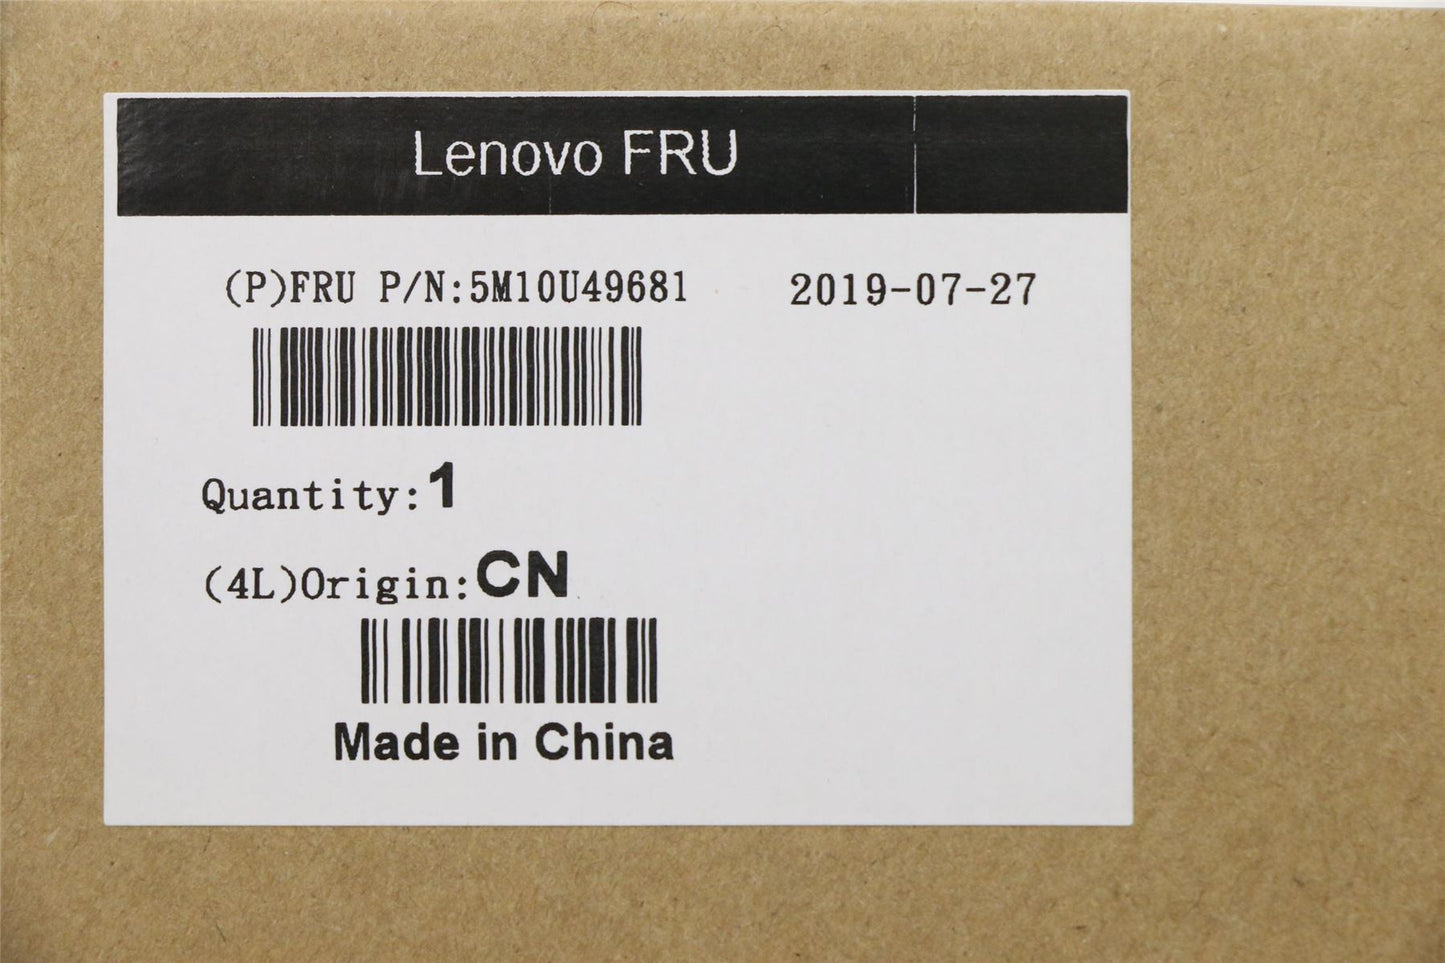 Lenovo FRU
(P)FRU P/N:5M10U49681 2019-07-27
Quantity:1
(4L)Origin:CN
Made in China